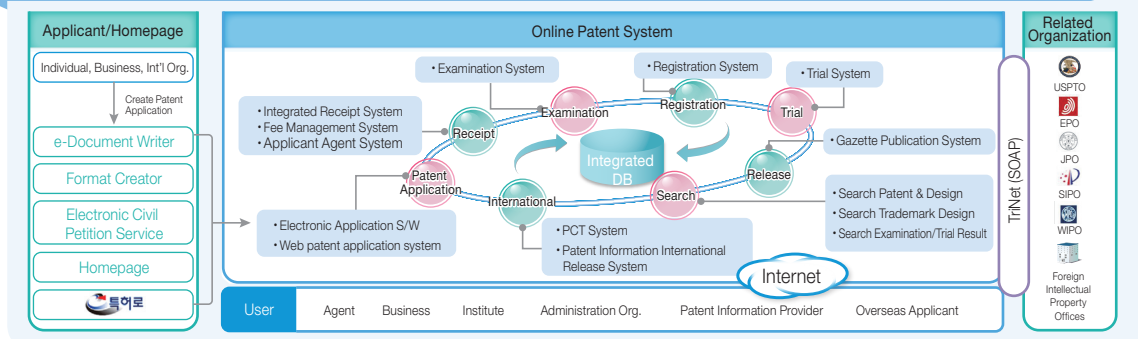 Applicant/Homepage
Individual, Business, Int'l Org.
Create Patent
Application
e-Document Writer
Format Creator
Electronic Civil
Petition Service
Homepage
특허로
Online Patent System
• Examination System
• Registration System
• Trial System
• Integrated Receipt System
• Fee Management System
• Applicant Agent System
Receipt
Examination
Registration
Trial
• Gazette Publication System
Integrated
DB
Patent
Application
International
Search
Release
• Electronic Application S/W
• Web patent application system
• PCT System
• Patent Information International
Release System
• Search Patent & Design
• Search Trademark Design
• Search Examination/Trial Result
Internet
User
Agent
Business
Institute
Administration Org.
Patent Information Provider
Overseas Applicant
TriNet (SOAP)
Related
Organization
USPTO
EPO
JPO
SIPO
WIPO
Foreign
Intellectual
Property
Offices